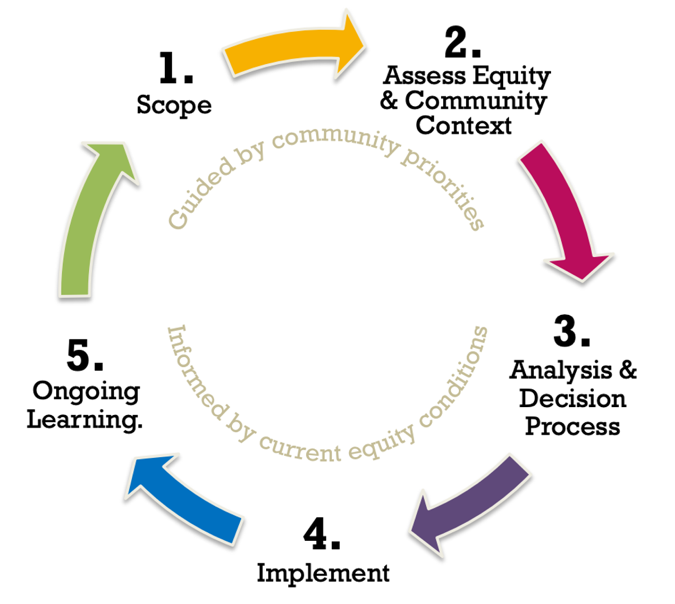 1.
Scope
2.
Assess Equity
& Community
Context
3.
Analysis &
Decision
Process
4.
Implement
5.
Ongoing
Learning.
Guided by community priorities
Informed by current equity conditions